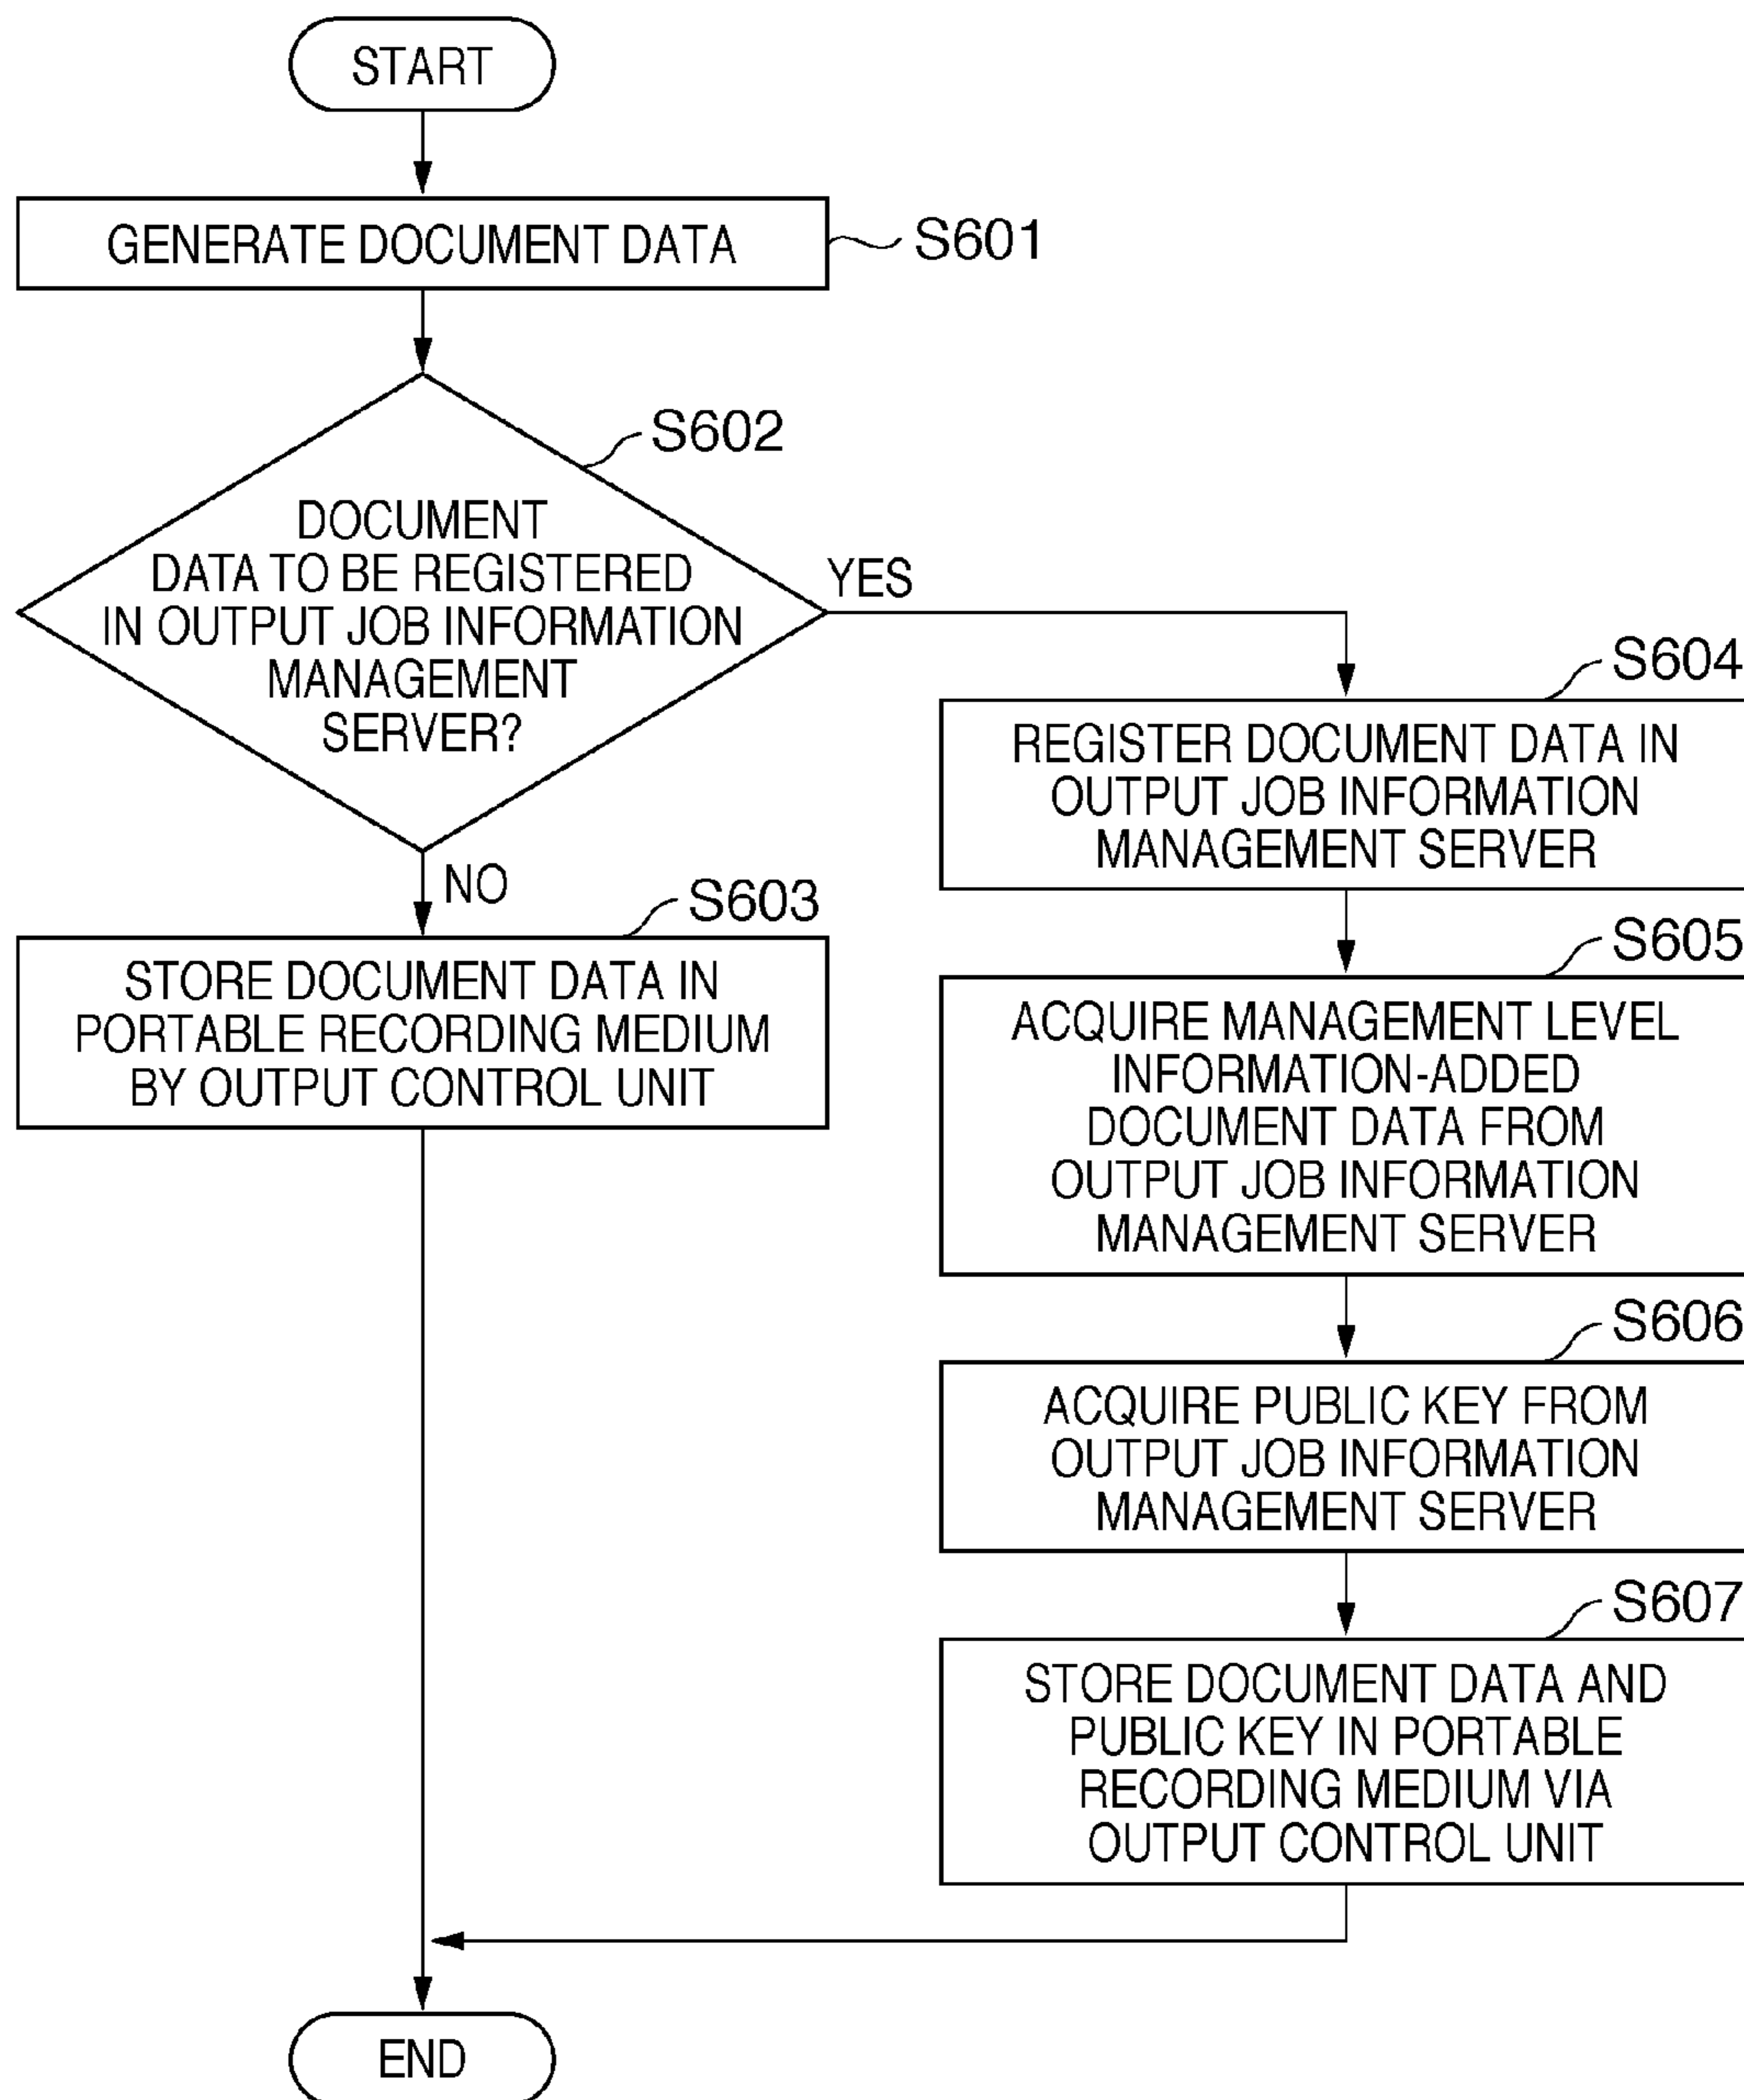 START
GENERATE DOCUMENT DATA
S601
S602
DOCUMENT
DATA TO BE REGISTERED
IN OUTPUT JOB INFORMATION
MANAGEMENT
SERVER?
YES
NO
S603
STORE DOCUMENT DATA IN
PORTABLE RECORDING MEDIUM
BY OUTPUT CONTROL UNIT
S604
REGISTER DOCUMENT DATA IN
OUTPUT JOB INFORMATION
MANAGEMENT SERVER
S605
ACQUIRE MANAGEMENT LEVEL
INFORMATION-ADDED
DOCUMENT DATA FROM
OUTPUT JOB INFORMATION
MANAGEMENT SERVER
S606
ACQUIRE PUBLIC KEY FROM
OUTPUT JOB INFORMATION
MANAGEMENT SERVER
S607
STORE DOCUMENT DATA AND
PUBLIC KEY IN PORTABLE
RECORDING MEDIUM VIA
OUTPUT CONTROL UNIT
END